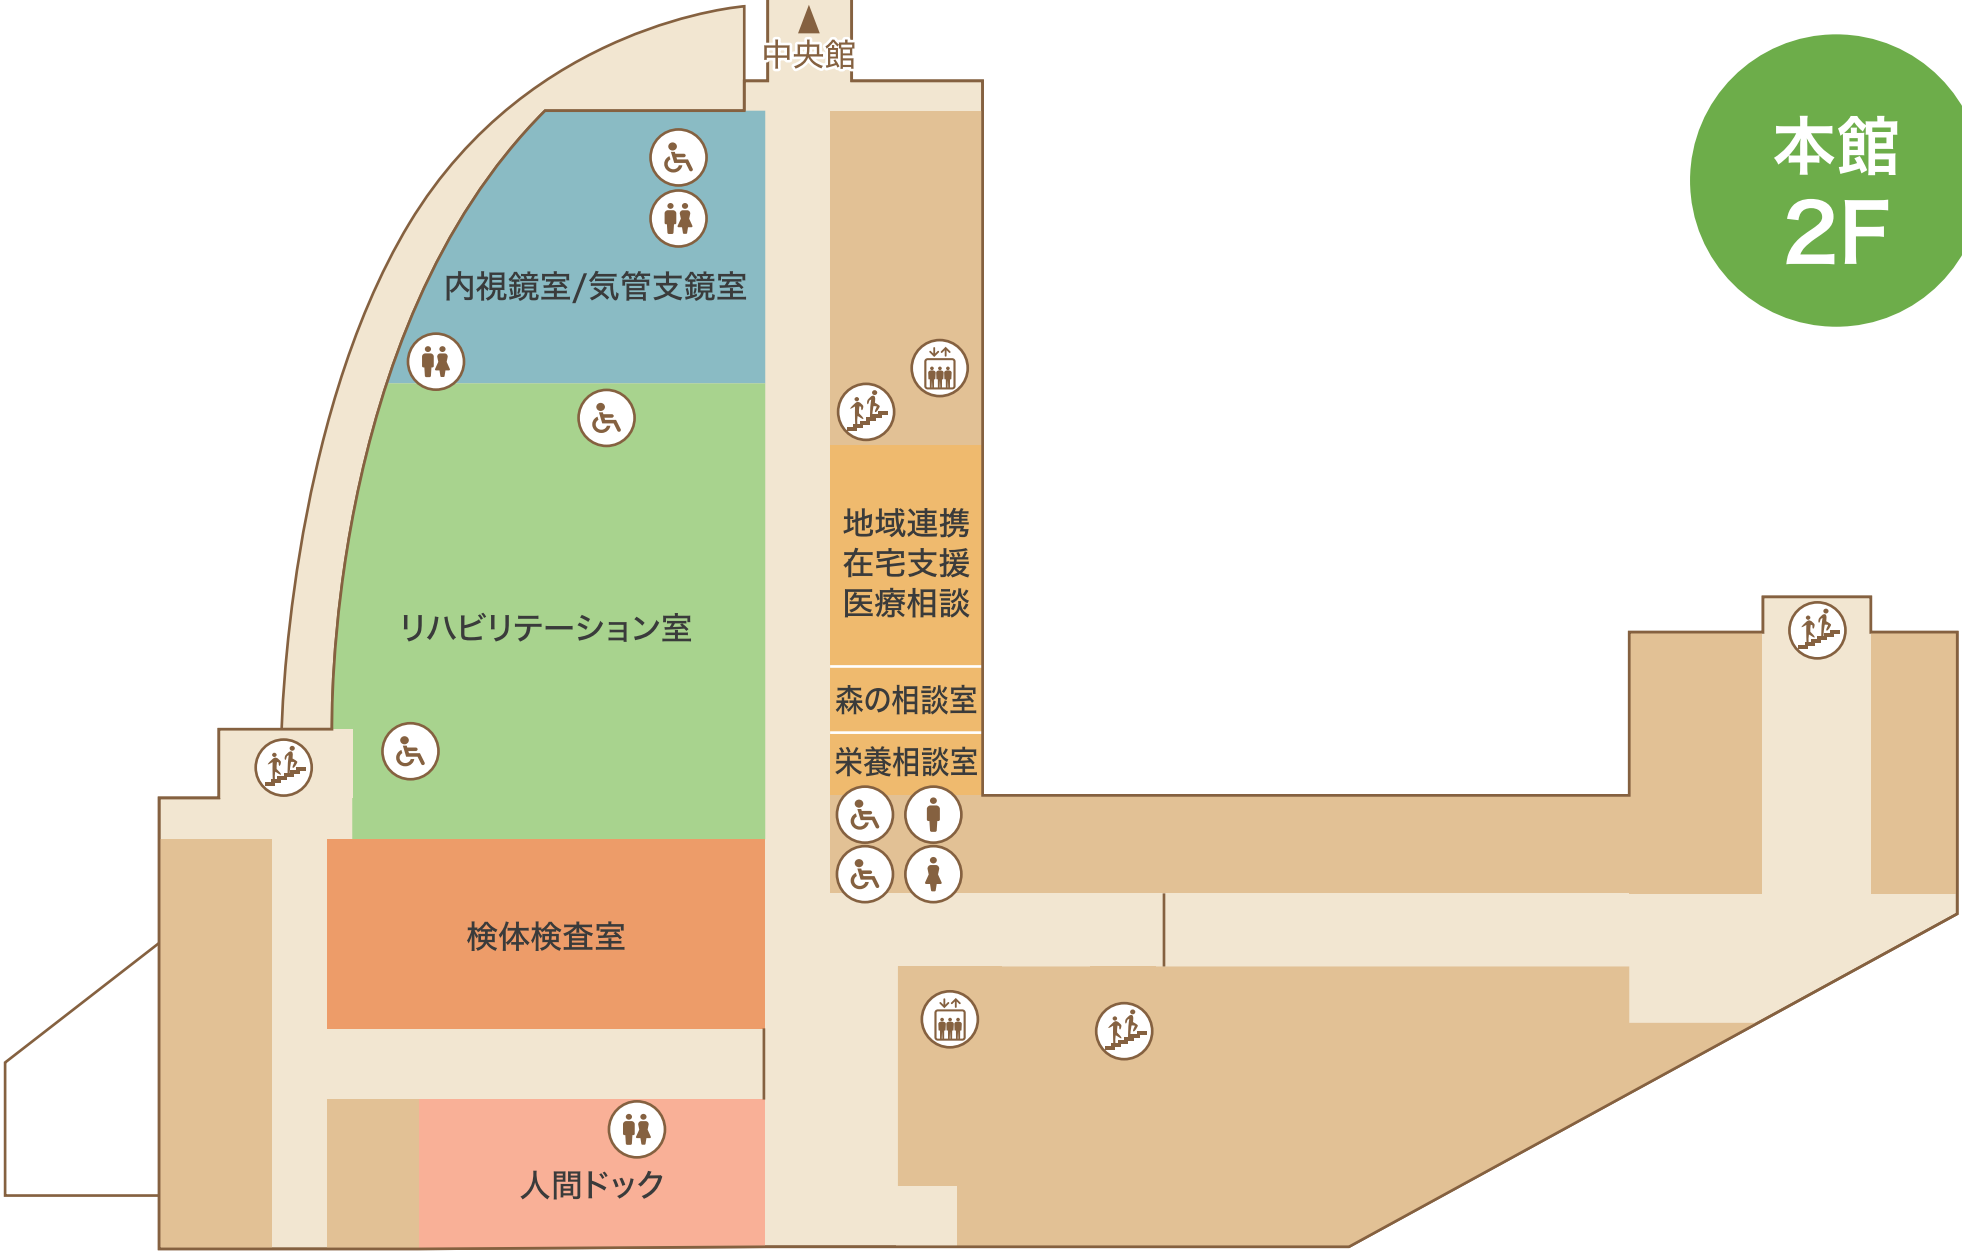 中央館
本館
2F
内視鏡室/気管支鏡室
地域連携
在宅支援
医療相談
リハビリテーション室
森の相談室
栄養相談室
検体検査室
人間ドック